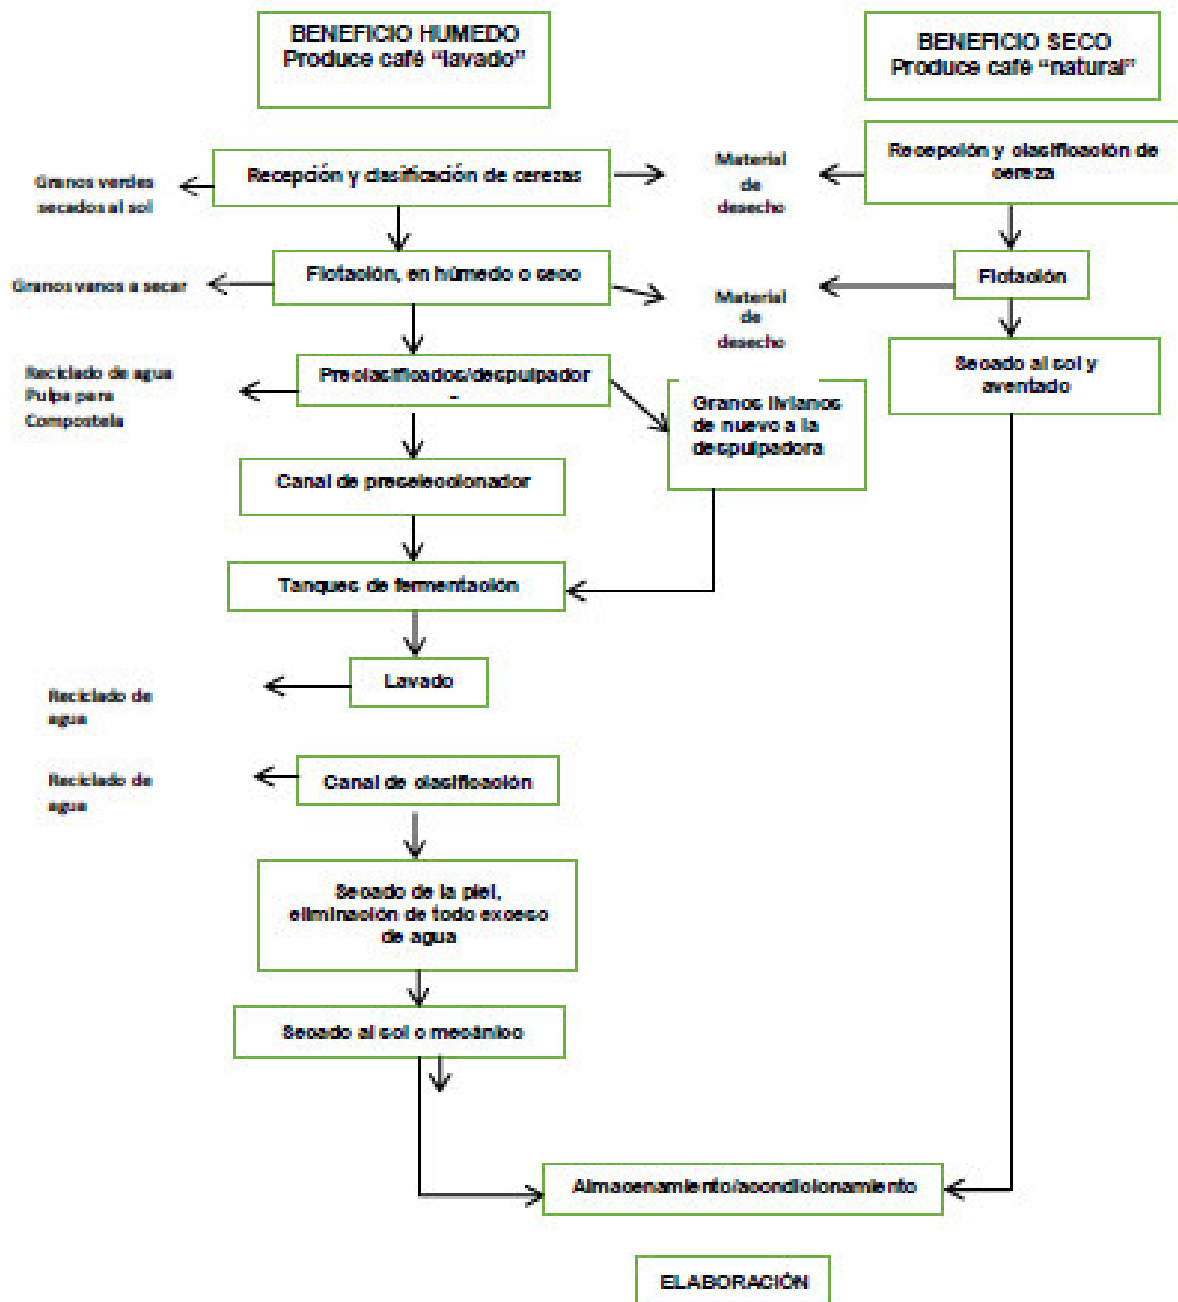 BENEFICIO HUMEDO
Produce café “lavado”
BENEFICIO SECO
Produce café “natural”
Granos verdes
secados al sol
Recepción y clasificación de cerezas
Material
de
desecho
Recepción y clasificación de
cereza
Granos vanos a secar
Flotación, en húmedo o seco
Material
de
desecho
Flotación
Reciclado de agua
Pulpa para
Compostela
Preclasificados/despulpador
Granos livianos
de nuevo a la
despulpadora
Secado al sol y
aventado
Canal de preseleccionador
Tanques de fermentación
Lavado
Reciclado de
agua
Canal de clasificación
Reciclado de
agua
Secado de la piel,
eliminación de todo exceso
de agua
Secado al sol o mecánico
Almacenamiento/acondicionamiento
ELABORACIÓN